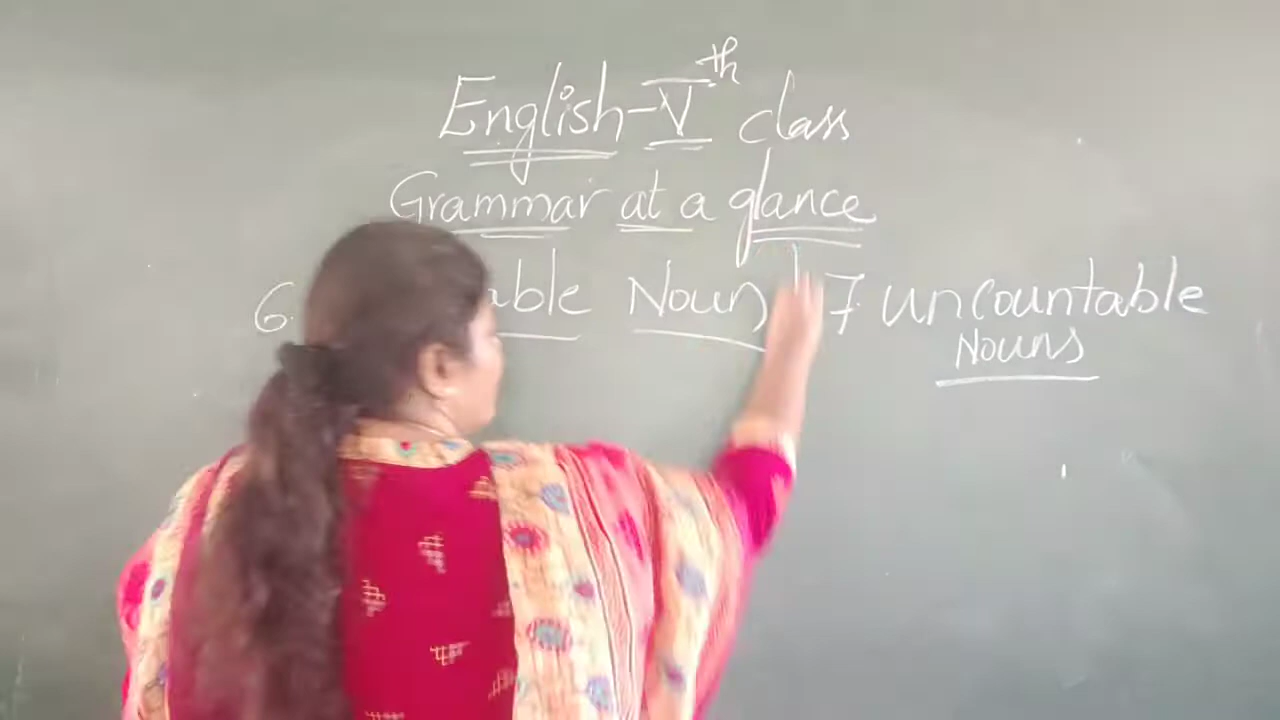 English-Vth class
Grammar at a glance
6. able Noun 7. uncountable
Nouns